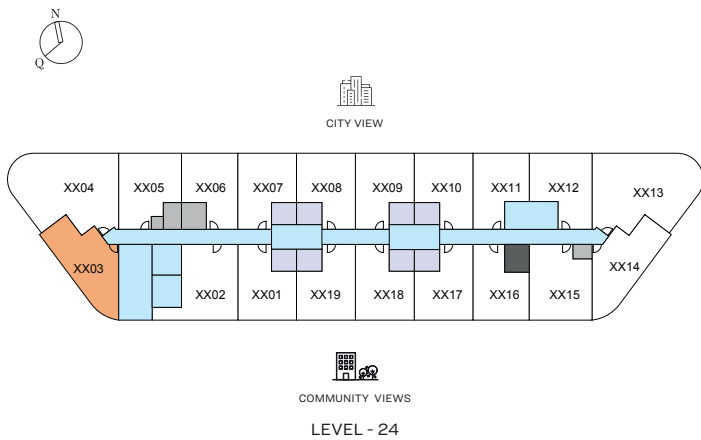 N
Q
CITY VIEW
XX04
XX05
XX06
XX07
XX08
XX09
XX10
XX11
XX12
XX13
XX03
XX02
XX01
XX19
XX18
XX17
XX16
XX15
XX14
COMMUNITY VIEWS
LEVEL - 24